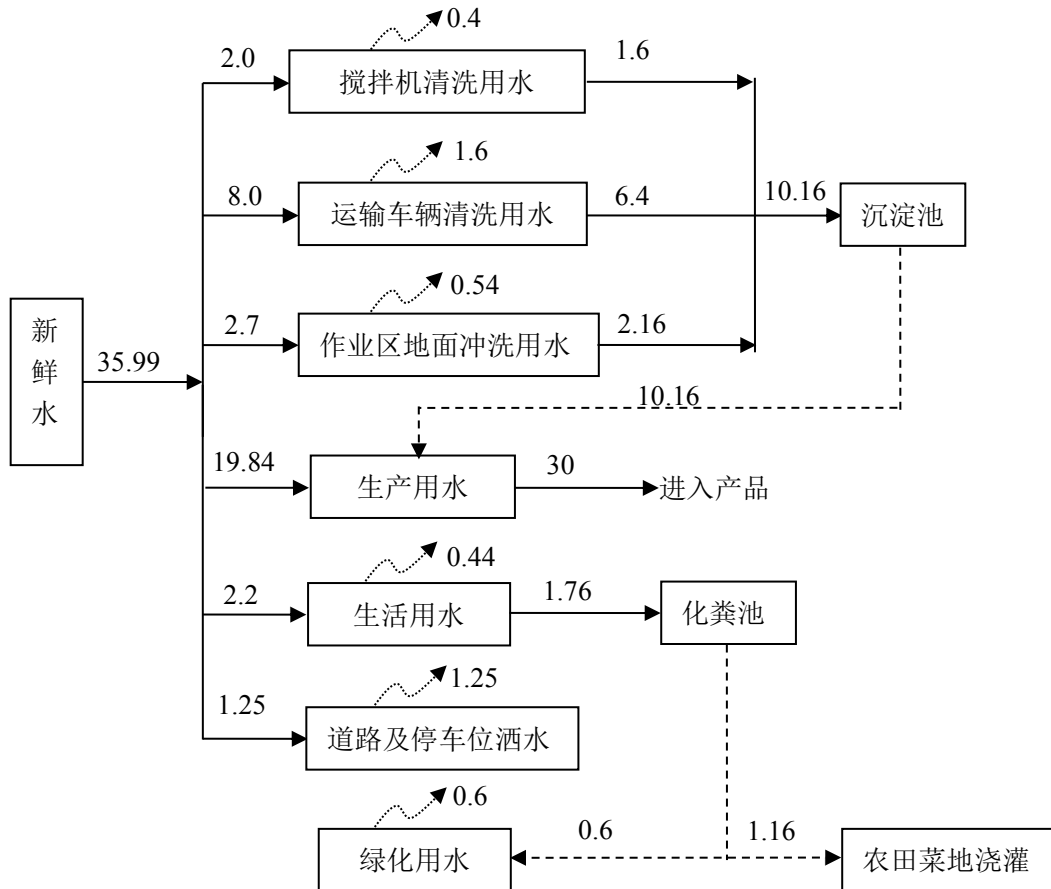 0.4
2.0
搅拌机清洗用水
1.6
1.6
8.0
运输车辆清洗用水
6.4
10.16
沉淀池
0.54
2.7
作业区地面冲洗用水
2.16
新
鲜
水
35.99
10.16
19.84
生产用水
30
进入产品
0.44
2.2
生活用水
1.76
化粪池
1.25
1.25
道路及停车位洒水
0.6
绿化用水
0.6
1.16
农田菜地浇灌